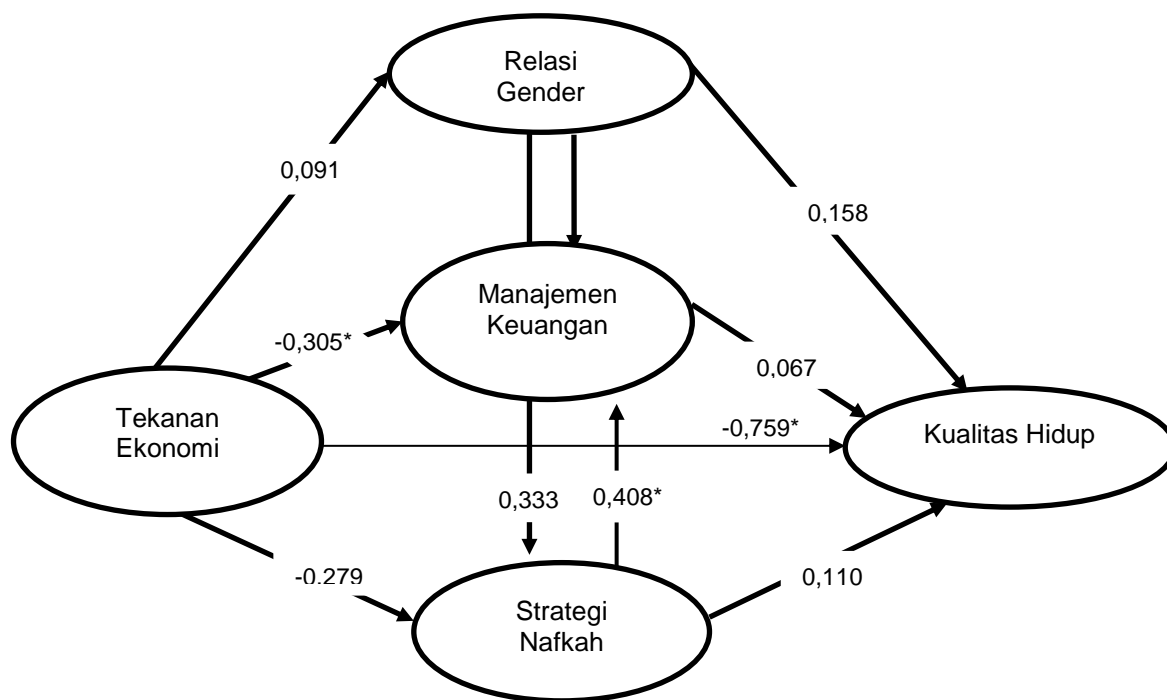 Relasi
Gender
0,091
0,158
Manajemen
Keuangan
-0,305*
0,067
Tekanan
Ekonomi
-0,759*
Kualitas Hidup
0,333
0,408*
-0.279
0,110
Strategi
Nafkah